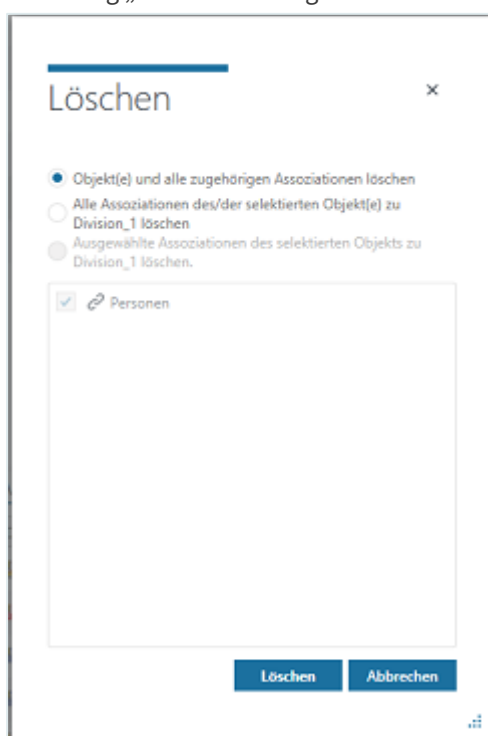 Löschen
Objekt(e) und alle zugehörigen Assoziationen löschen
Alle Assoziationen des/der selektierten Objekt(e) zu
Division_1 löschen
Ausgewählte Assoziationen des selektierten Objekts zu
Division_1 löschen.
Personen
Löschen Abbrechen